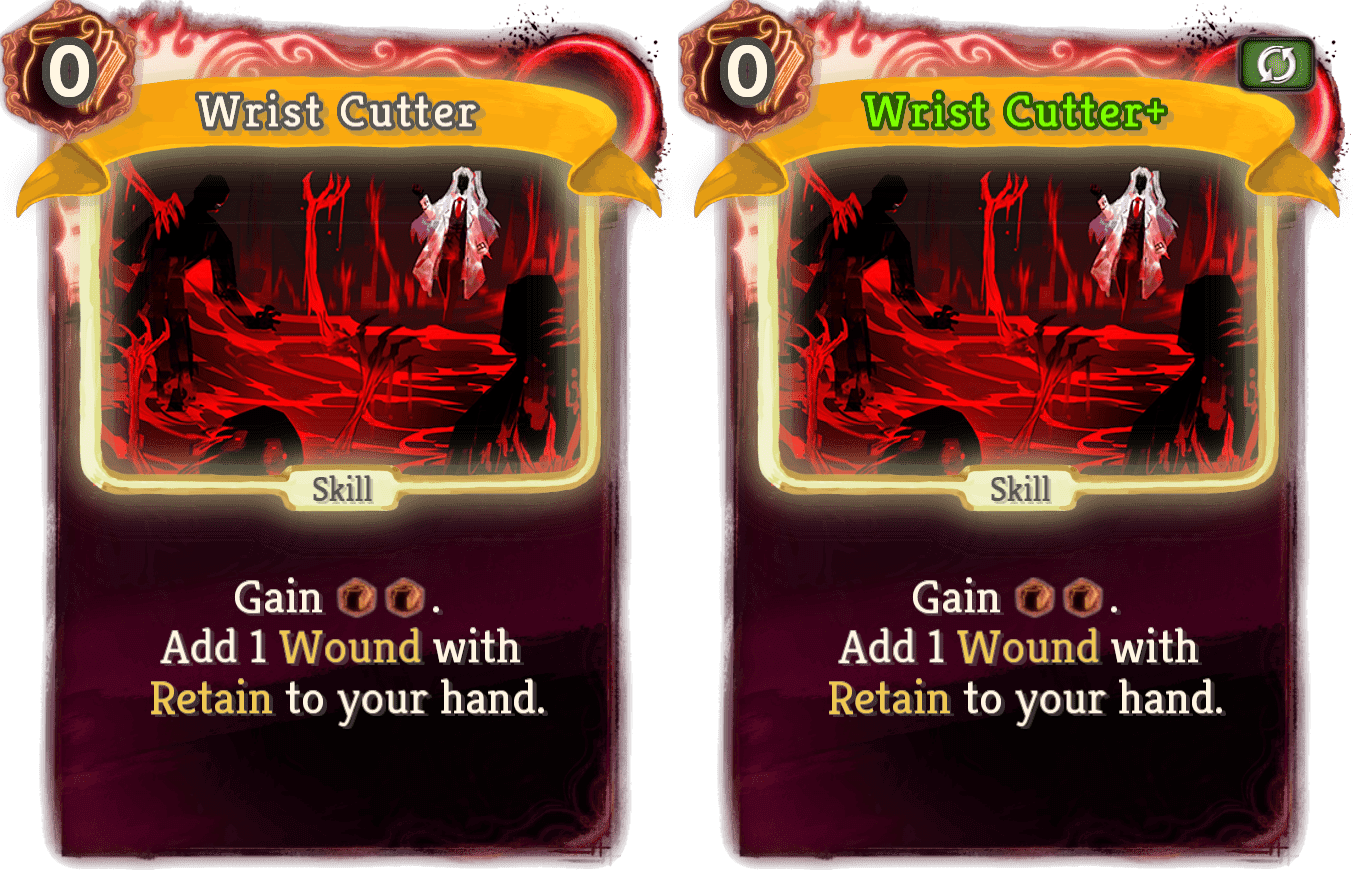 0
Wrist Cutter
Skill
Gain .
Add 1 Wound with
Retain to your hand.
0
Wrist Cutter+
Skill
Gain .
Add 1 Wound with
Retain to your hand.